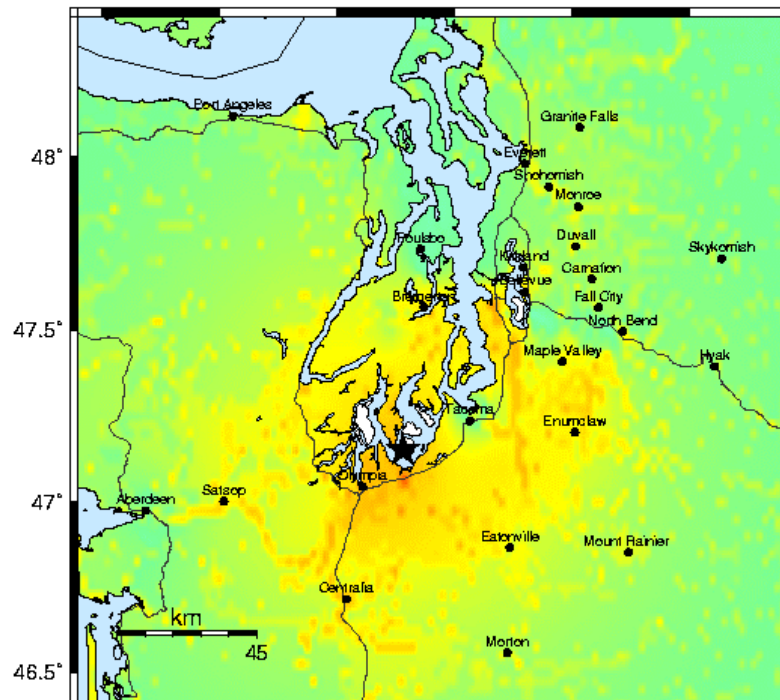 Port Angeles
Granite Falls
48°
Everett
Snohomish
Monroe
Duvall
Poulsbo
Skykomish
Kirkland
Carnation
Bellevue
Fall City
Bremerton
North Bend
47.5°
Maple Valley
Hyak
Tacoma
Enumclaw
Olympia
Satsop
47°
Aberdeen
Eatonville
Mount Rainier
Centralia
km
45
Morton
46.5°